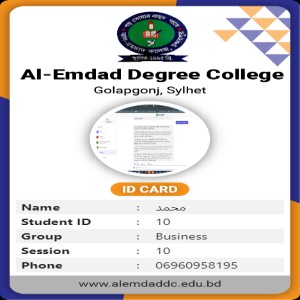 Al-Emdad Degree College
Golapgonj, Sylhet
ID CARD
Name : محمد
Student ID : 10
Group : Business
Session : 10
Phone : 06960958195
www.alemdaddc.edu.bd